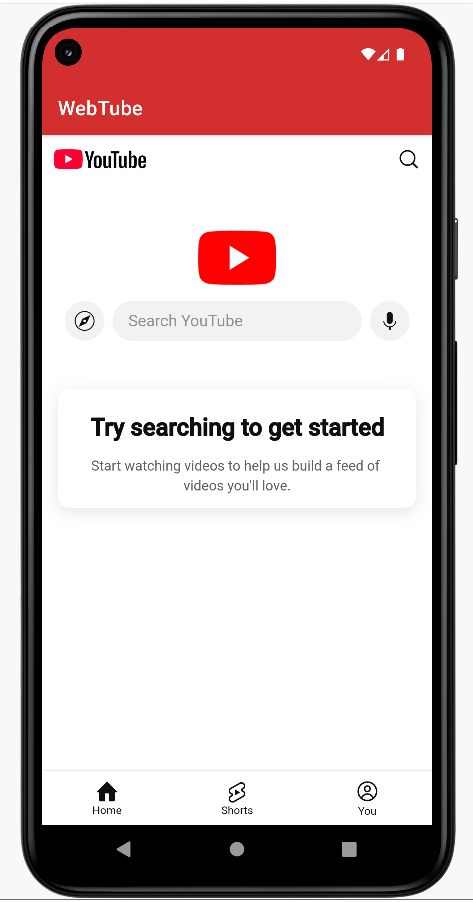 WebTube
YouTube
Search YouTube
Try searching to get started
Start watching videos to help us build a feed of
videos you'll love.
Home
Shorts
You